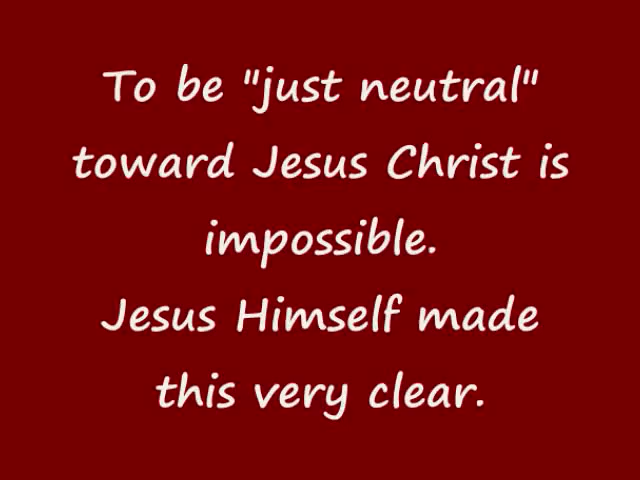 To be "just neutral"
toward Jesus Christ is
impossible.
Jesus Himself made
this very clear.